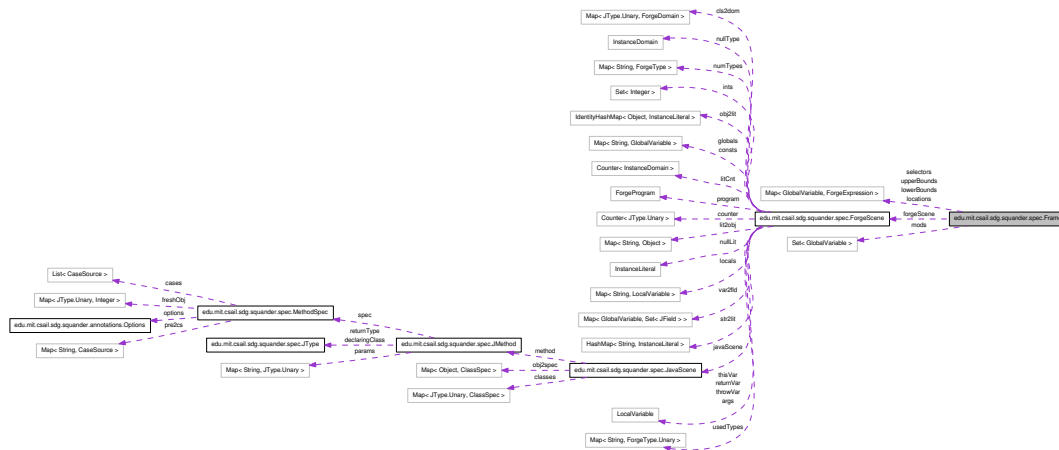 Map< JType.Unary, ForgeDomain >
cls2dom
InstanceDomain
nullType
Map< String, ForgeType >
numTypes
Set< Integer >
ints
IdentityHashMap< Object, InstanceLiteral >
obj2lit
Map< String, GlobalVariable >
globals
consts
Counter< InstanceDomain >
litCnt
ForgeProgram
program
Counter< JType.Unary >
counter
Map< String, Object >
lit2obj
InstanceLiteral
nullLit
Map< String, LocalVariable >
locals
Map< GlobalVariable, Set< JField > >
var2fld
HashMap< String, InstanceLiteral >
str2lit
javaScene
thisVar
returnVar
throwVar
args
LocalVariable
usedTypes
Map< String, ForgeType.Unary >
edu.mit.csail.sdg.squander.spec.ForgeScene
Map< GlobalVariable, ForgeExpression >
selectors
upperBounds
lowerBounds
locations
forgeScene
mods
Set< GlobalVariable >
edu.mit.csail.sdg.squander.spec.Frame
List< CaseSource >
cases
Map< JType.Unary, Integer >
freshObj
edu.mit.csail.sdg.squander.annotations.Options
options
Map< String, CaseSource >
pre2cs
edu.mit.csail.sdg.squander.spec.MethodSpec
spec
edu.mit.csail.sdg.squander.spec.JType
returnType
declaringClass
params
Map< String, JType.Unary >
edu.mit.csail.sdg.squander.spec.JMethod
method
Map< Object, ClassSpec >
obj2spec
classes
Map< JType.Unary, ClassSpec >
edu.mit.csail.sdg.squander.spec.JavaScene